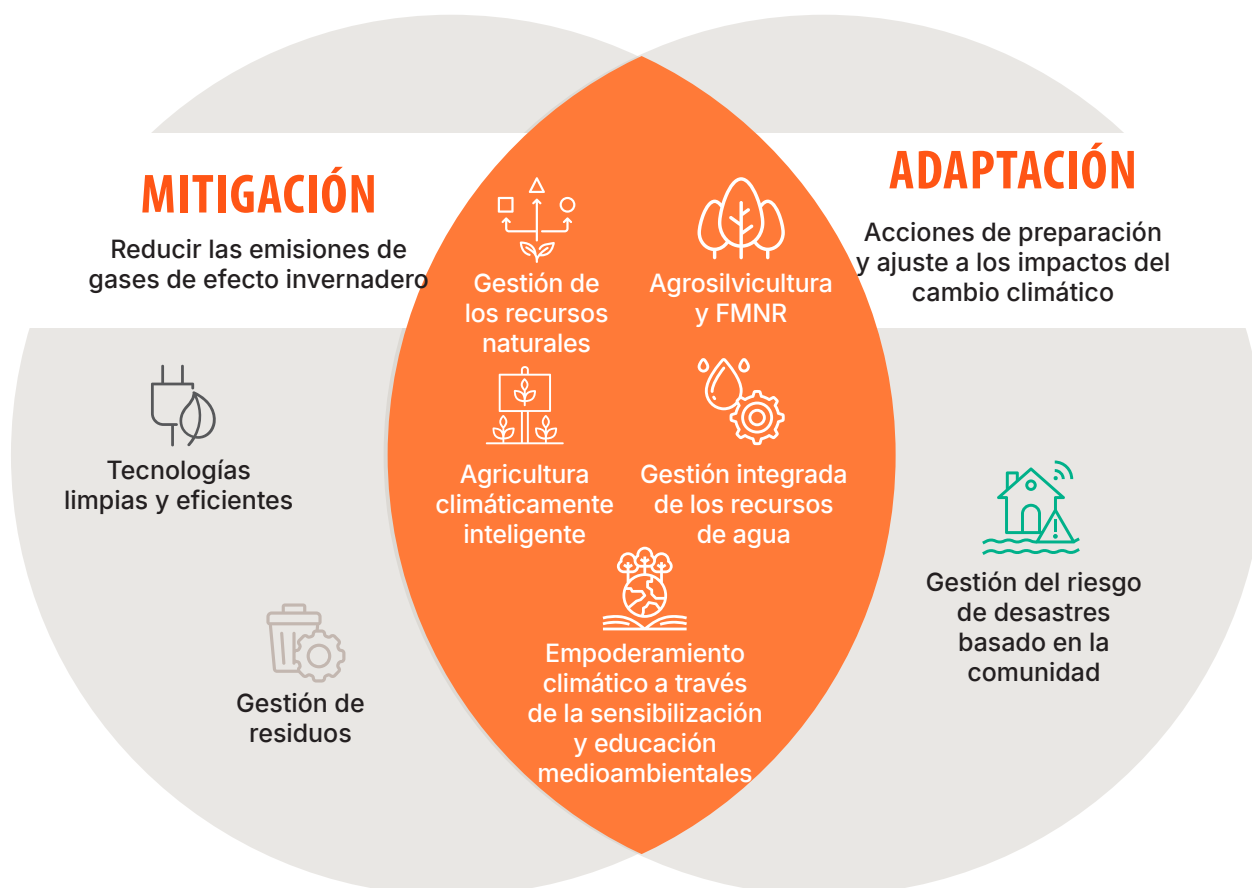 MITIGACIÓN
Reducir las emisiones de
gases de efecto invernadero
Tecnologías
limpias y eficientes
Gestión de
residuos
Gestión de
los recursos
naturales
Agrosilvicultura
y FMNR
Agricultura
climáticamente
inteligente
Gestión integrada
de los recursos
de agua
Empoderamiento
climático a través
de la sensibilización
y educación
medioambientales
ADAPTACIÓN
Acciones de preparación
y ajuste a los impactos del
cambio climático
Gestión del riesgo
de desastres
basado en la
comunidad